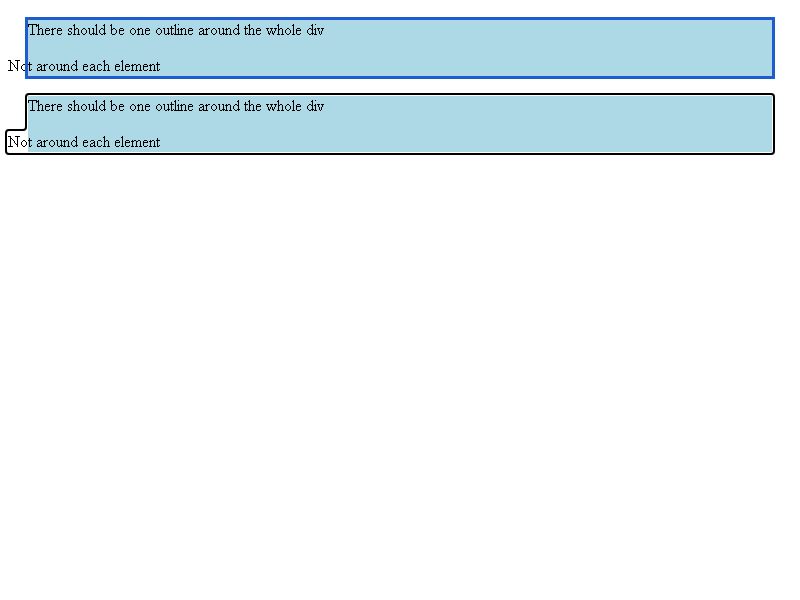 There should be one outline around the whole div
Not around each element
There should be one outline around the whole div
Not around each element